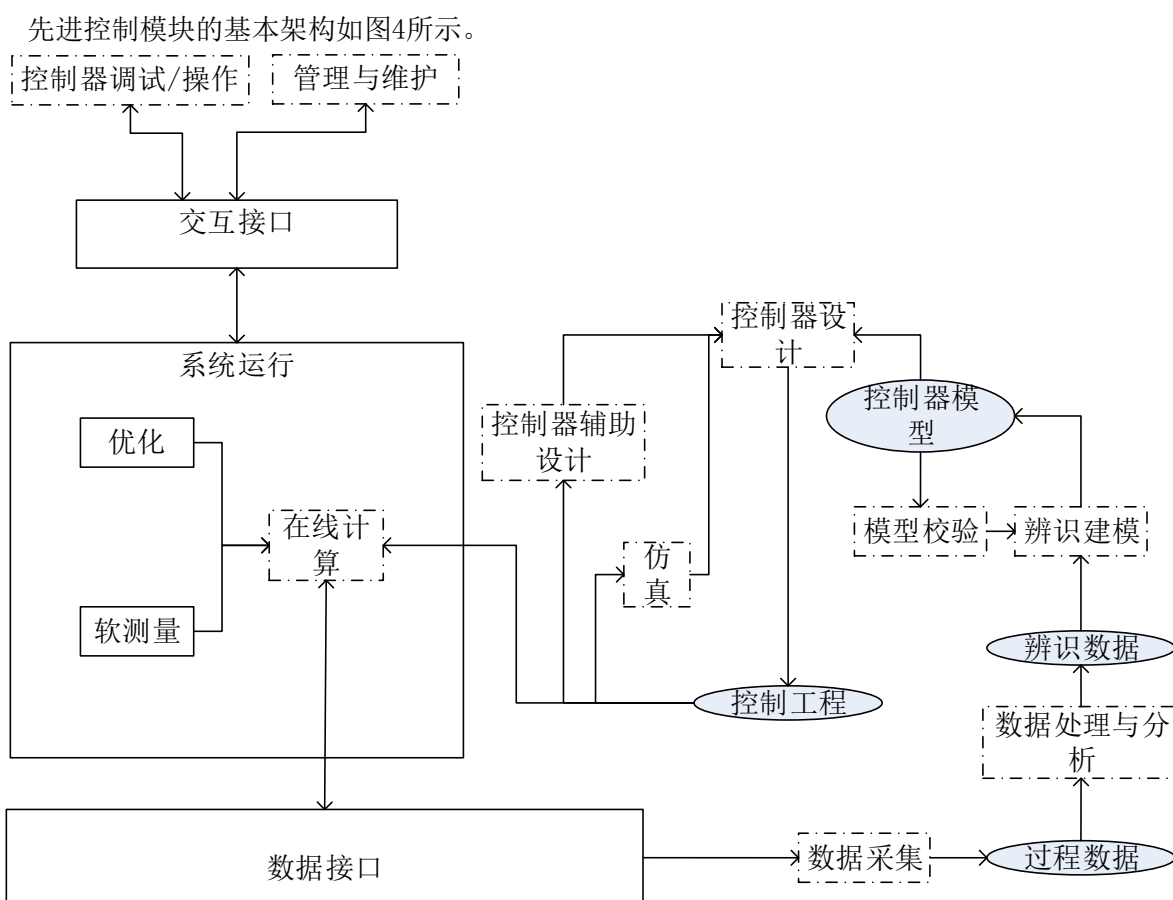 先进控制模块的基本架构如图4所示。
控制器调试/操作
管理与维护
交互接口
系统运行
优化
在线计
算
软测量
控制器设
计
控制器辅助
设计
控制器模
型
模型校验
辨识建模
仿
真
辨识数据
控制工程
数据处理与分
析
数据接口
数据采集
过程数据